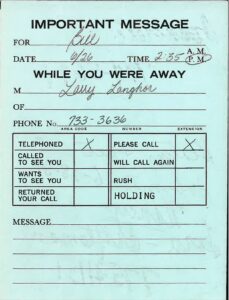 IMPORTANT MESSAGE
FOR Bill
DATE 6/26 TIME 2:35 A.M. P.M.
WHILE YOU WERE AWAY
M Larry Langhor
OF
PHONE No. 733-3636
AREA CODE NUMBER EXTENSION
TELEPHONED X PLEASE CALL X
CALLED TO SEE YOU WILL CALL AGAIN
WANTS TO SEE YOU RUSH
RETURNED YOUR CALL HOLDING
MESSAGE